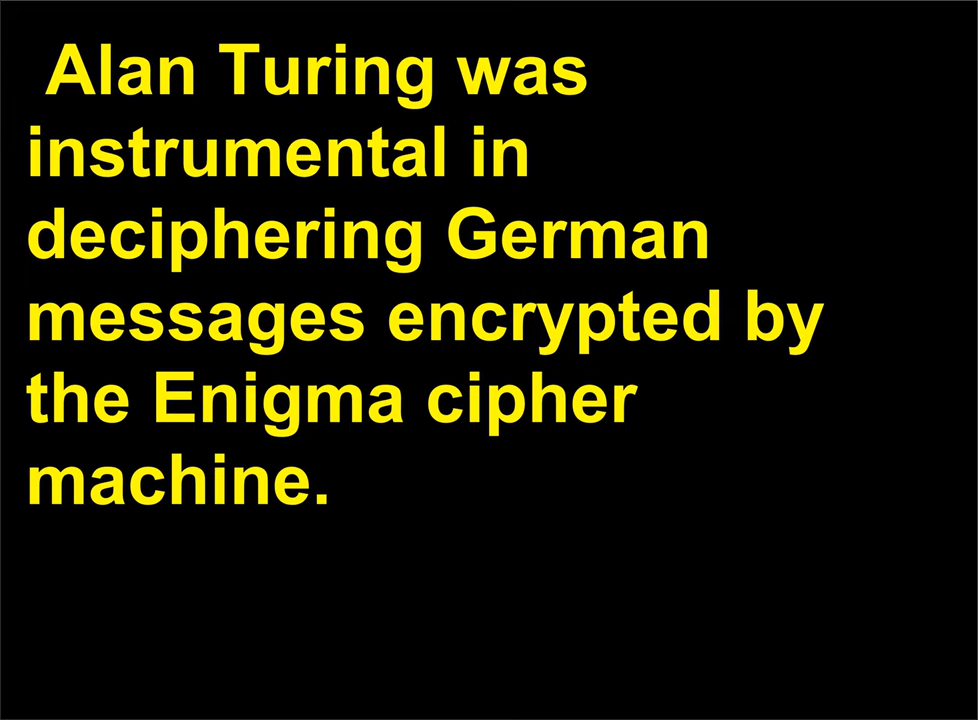 Alan Turing was
instrumental in
deciphering German
messages encrypted by
the Enigma cipher
machine.